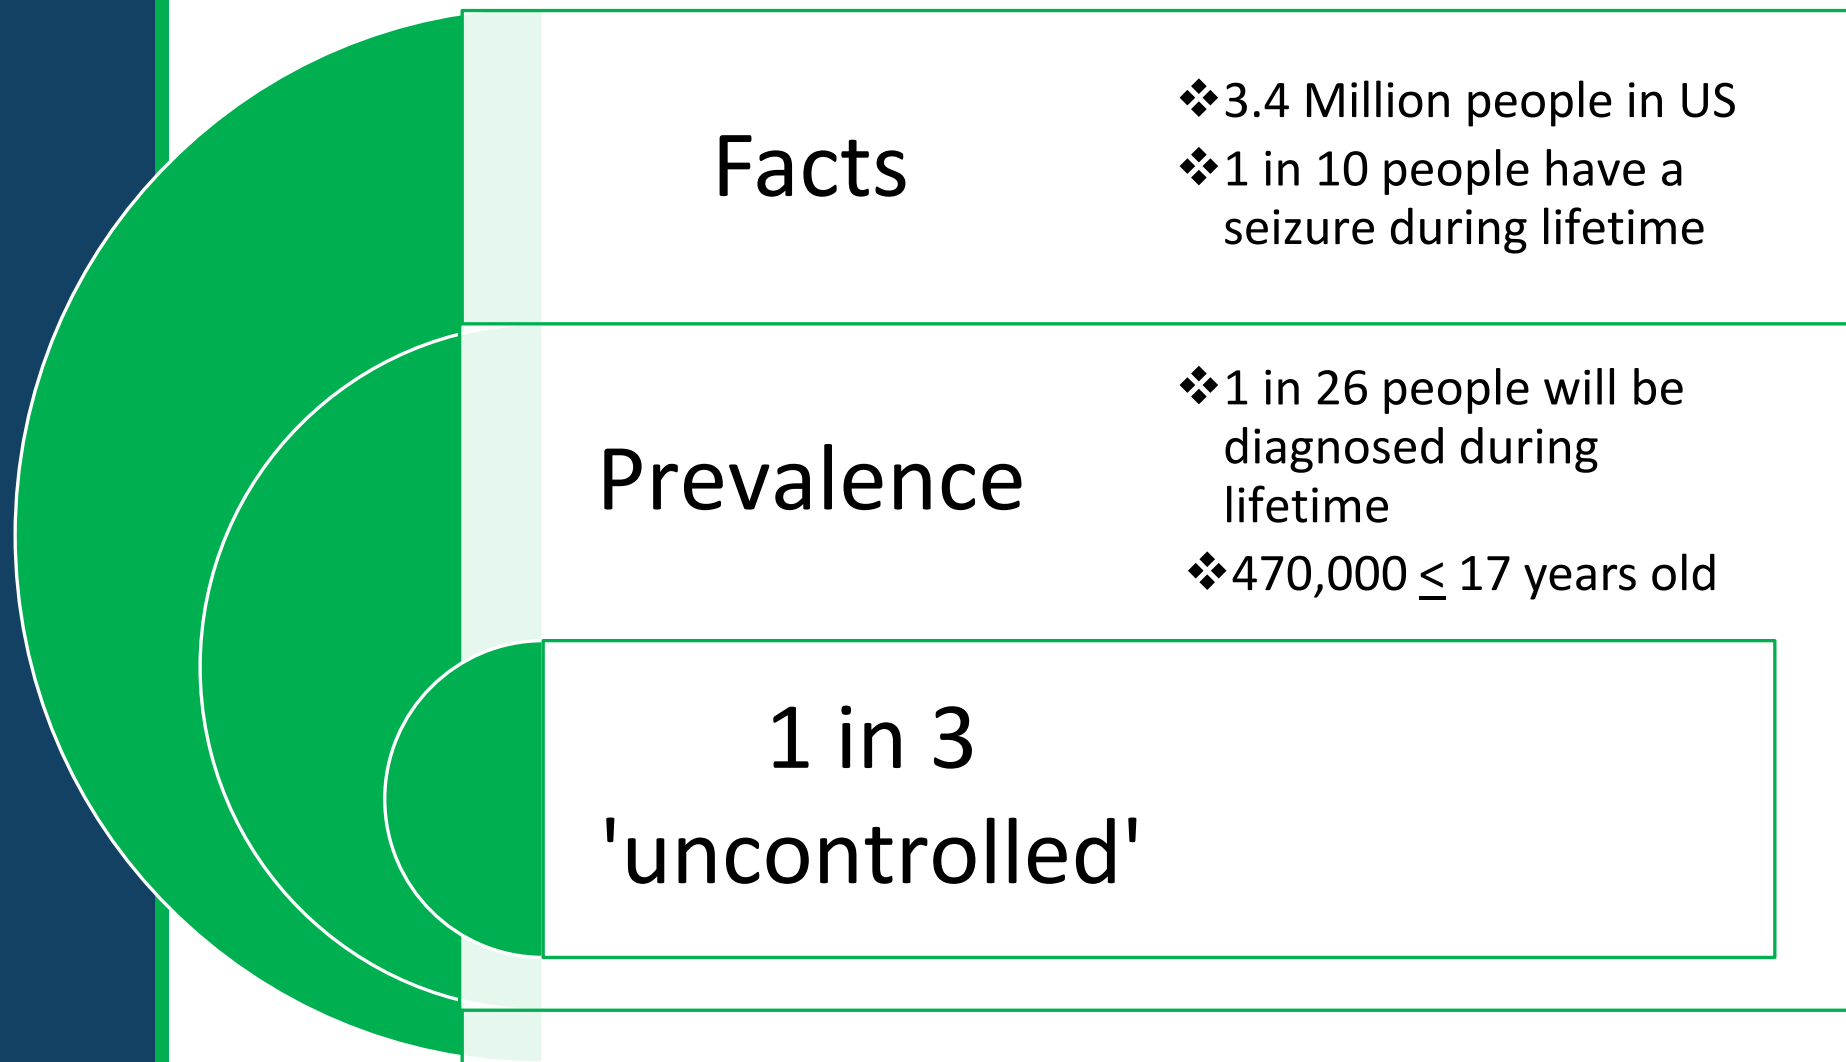 Facts
❖3.4 Million people in US
❖1 in 10 people have a
seizure during lifetime
Prevalence
❖1 in 26 people will be
diagnosed during
lifetime
❖470,000 < 17 years old
1 in 3
'uncontrolled'